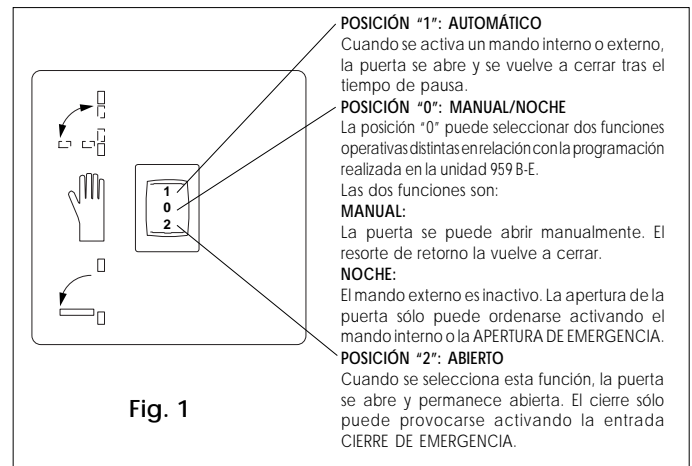 POSICIÓN "1": AUTOMÁTICO
Cuando se activa un mando interno o externo,
la puerta se abre y se vuelve a cerrar tras el
tiempo de pausa.
POSICIÓN "0": MANUAL/NOCHE
La posición "0" puede seleccionar dos funciones
operativas distintas en relación con la programación
realizada en la unidad 959 B-E.
Las dos funciones son:
MANUAL:
La puerta se puede abrir manualmente. El
resorte de retorno la vuelve a cerrar.
NOCHE:
El mando externo es inactivo. La apertura de la
puerta sólo puede ordenarse activando el
mando interno o la APERTURA DE EMERGENCIA.
POSICIÓN "2": ABIERTO
Cuando se selecciona esta función, la puerta
se abre y permanece abierta. El cierre sólo
puede provocarse activando la entrada
CIERRE DE EMERGENCIA.
1
0
2
Fig. 1